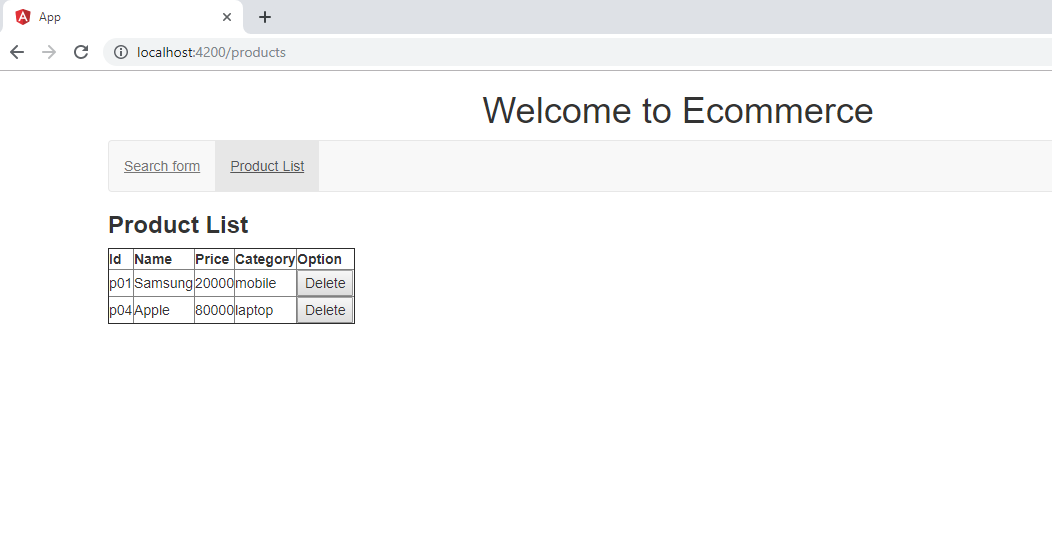 App
localhost:4200/products
Welcome to Ecommerce
Search form Product List
Product List
Id Name Price Category Option
p01 Samsung 20000 mobile Delete
p04 Apple 80000 laptop Delete